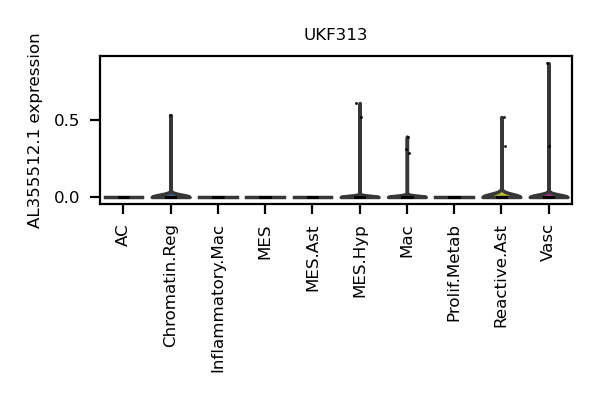 UKF313
AL355512.1 expression
0.5
0.0
AC
Chromatin.Reg
Inflammatory.Mac
MES
MES.Ast
MES.Hyp
Mac
Prolif.Metab
Reactive.Ast
Vasc